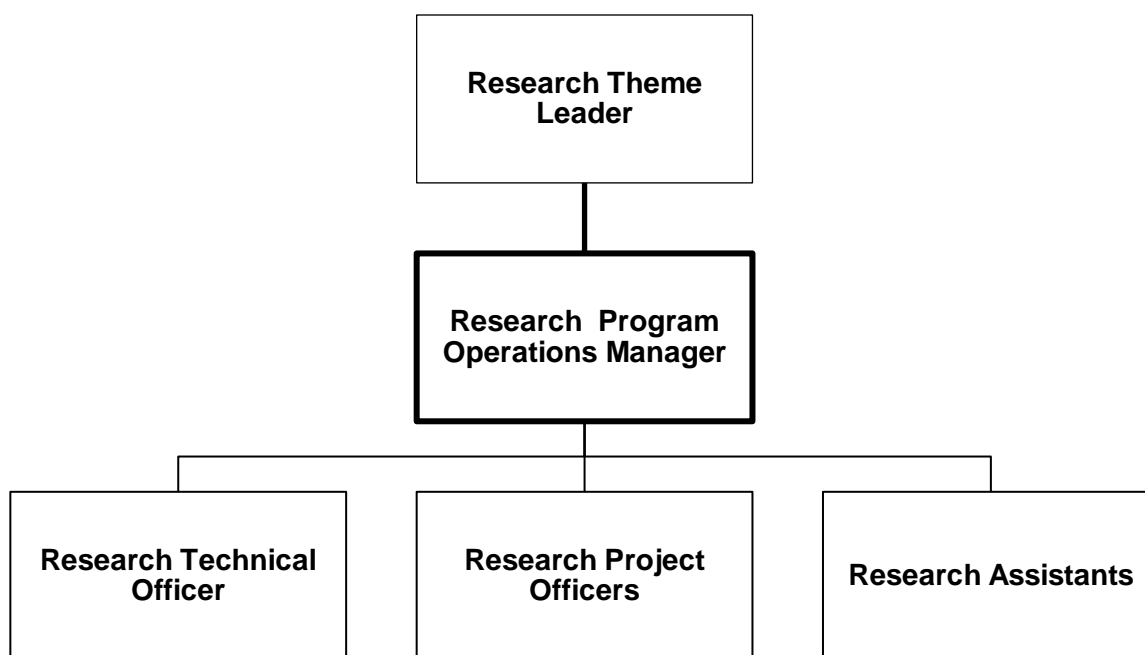 Research Theme
Leader
Research  Program
Operations Manager
Research Technical
Officer
Research Project
Officers
Research Assistants